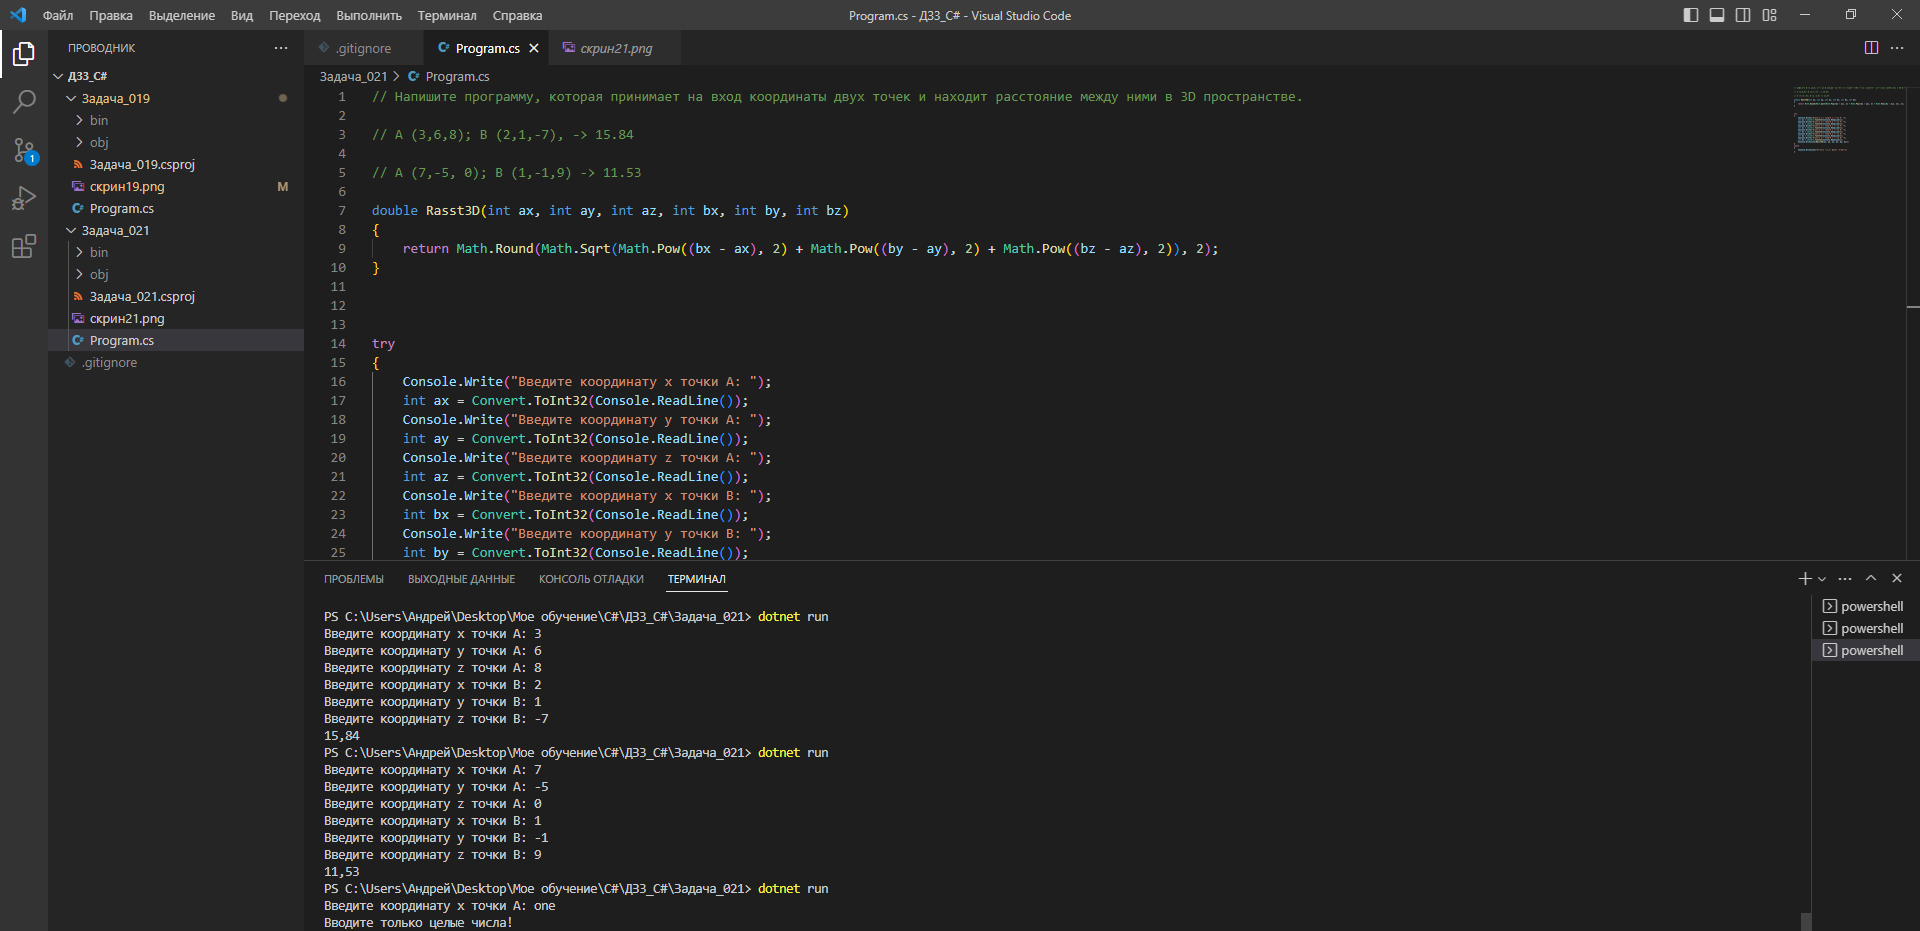 Файл Правка Выделение Вид Переход Выполнить Терминал Справка
Program.cs - ДЗ3_C# - Visual Studio Code
ПРОВОДНИК
ДЗ3_C#
Задача_019
bin
obj
Задача_019.csproj
скрин19.png M
Program.cs
Задача_021
bin
obj
Задача_021.csproj
скрин21.png
Program.cs
.gitignore
1
.gitignore Program.cs скрин21.png
Задача_021 > Program.cs
1 // Напишите программу, которая принимает на вход координаты двух точек и находит расстояние между ними в 3D пространстве.
2
3 // A (3,6,8); B (2,1,-7), -> 15.84
4
5 // A (7,-5, 0); B (1,-1,9) -> 11.53
6
7 double Rasst3D(int ax, int ay, int az, int bx, int by, int bz)
8 {
9 return Math.Round(Math.Sqrt(Math.Pow((bx - ax), 2) + Math.Pow((by - ay), 2) + Math.Pow((bz - az), 2)), 2);
10 }
11
12
13
14 try
15 {
16 Console.Write("Введите координату x точки A: ");
17 int ax = Convert.ToInt32(Console.ReadLine());
18 Console.Write("Введите координату y точки A: ");
19 int ay = Convert.ToInt32(Console.ReadLine());
20 Console.Write("Введите координату z точки A: ");
21 int az = Convert.ToInt32(Console.ReadLine());
22 Console.Write("Введите координату x точки B: ");
23 int bx = Convert.ToInt32(Console.ReadLine());
24 Console.Write("Введите координату y точки B: ");
25 int by = Convert.ToInt32(Console.ReadLine());
ПРОБЛЕМЫ ВЫХОДНЫЕ ДАННЫЕ КОНСОЛЬ ОТЛАДКИ ТЕРМИНАЛ
PS C:\Users\Андрей\Desktop\Мое обучение\C#\ДЗ3_C#\Задача_021> dotnet run
Введите координату x точки A: 3
Введите координату y точки A: 6
Введите координату z точки A: 8
Введите координату x точки B: 2
Введите координату y точки B: 1
Введите координату z точки B: -7
15,84
PS C:\Users\Андрей\Desktop\Мое обучение\C#\ДЗ3_C#\Задача_021> dotnet run
Введите координату x точки A: 7
Введите координату y точки A: -5
Введите координату z точки A: 0
Введите координату x точки B: 1
Введите координату y точки B: -1
Введите координату z точки B: 9
11,53
PS C:\Users\Андрей\Desktop\Мое обучение\C#\ДЗ3_C#\Задача_021> dotnet run
Введите координату x точки A: one
Вводите только целые числа!
powershell
powershell
powershell